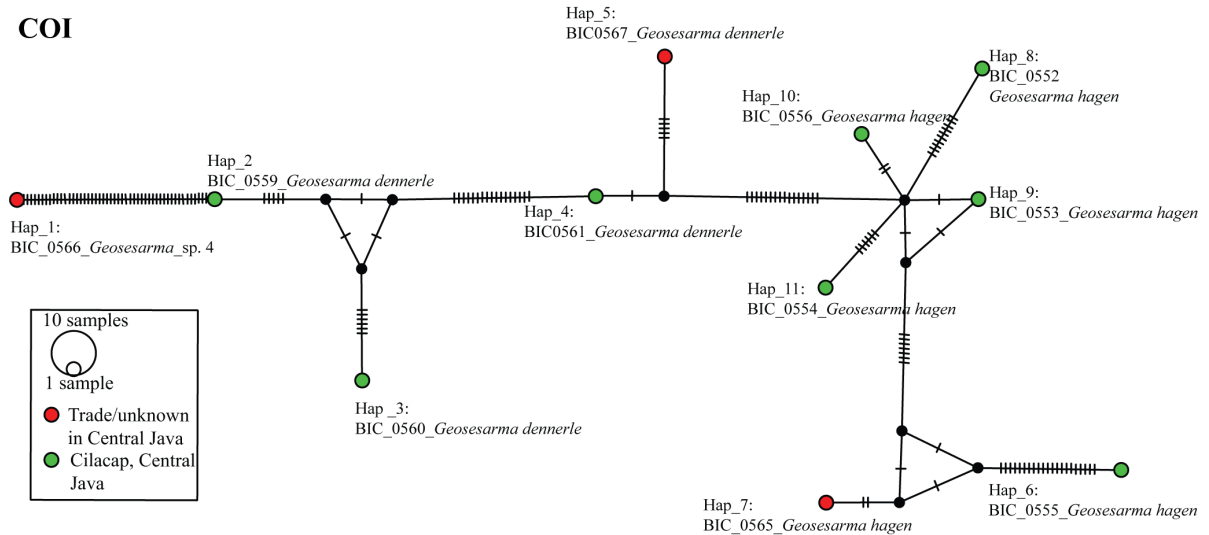 COI
Hap_5:
BIC0567_Geosesarma dennerle
Hap_8:
BIC_0552
Geosesarma hagen
Hap_10:
BIC_0556_Geosesarma hagen
Hap_2
BIC_0559_Geosesarma dennerle
Hap_9:
BIC_0553_Geosesarma hagen
Hap_4:
BIC0561_Geosesarma dennerle
Hap_1:
BIC_0566_Geosesarma_sp. 4
Hap_11:
BIC_0554_Geosesarma hagen
10 samples
1 sample
Trade/unknown
in Central Java
Cilacap, Central
Java
Hap _3:
BIC_0560_Geosesarma dennerle
Hap_6:
BIC_0555_Geosesarma hagen
Hap_7:
BIC_0565_Geosesarma hagen